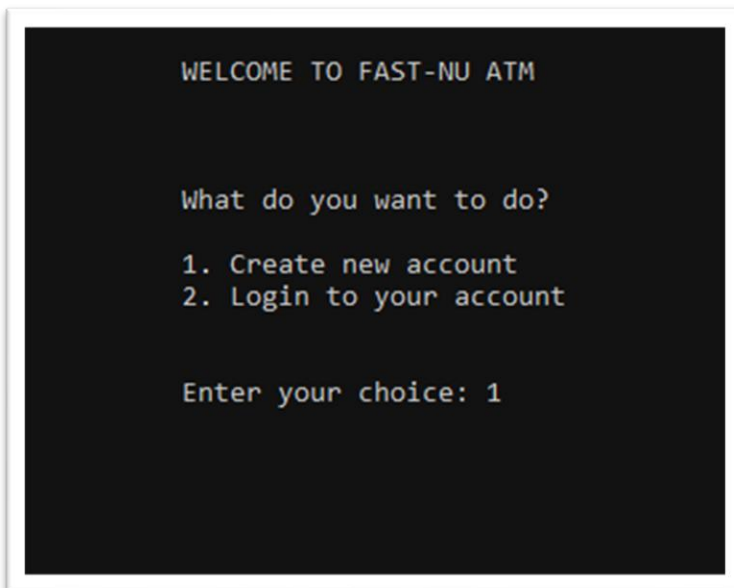 WELCOME TO FAST-NU ATM
What do you want to do?
1. Create new account
2. Login to your account
Enter your choice: 1